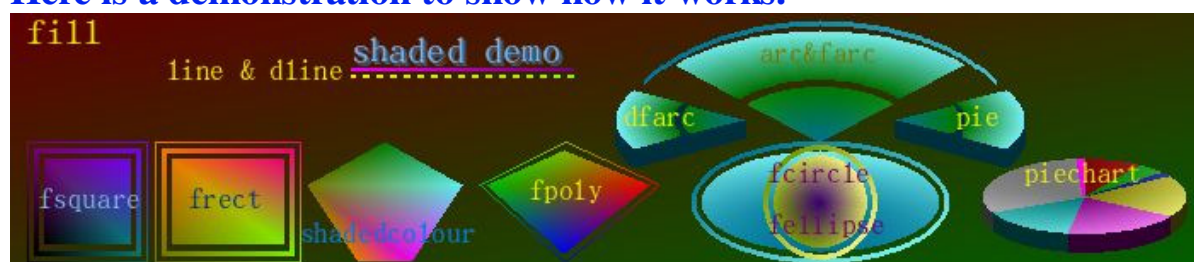 Here is a demonstration to show how it works:
fill
shaded demo
line & dline
arc&farc
dfarc
pie
fsquare
frect
shadedcolour
fpoly
fcircle
fellipse
piechart